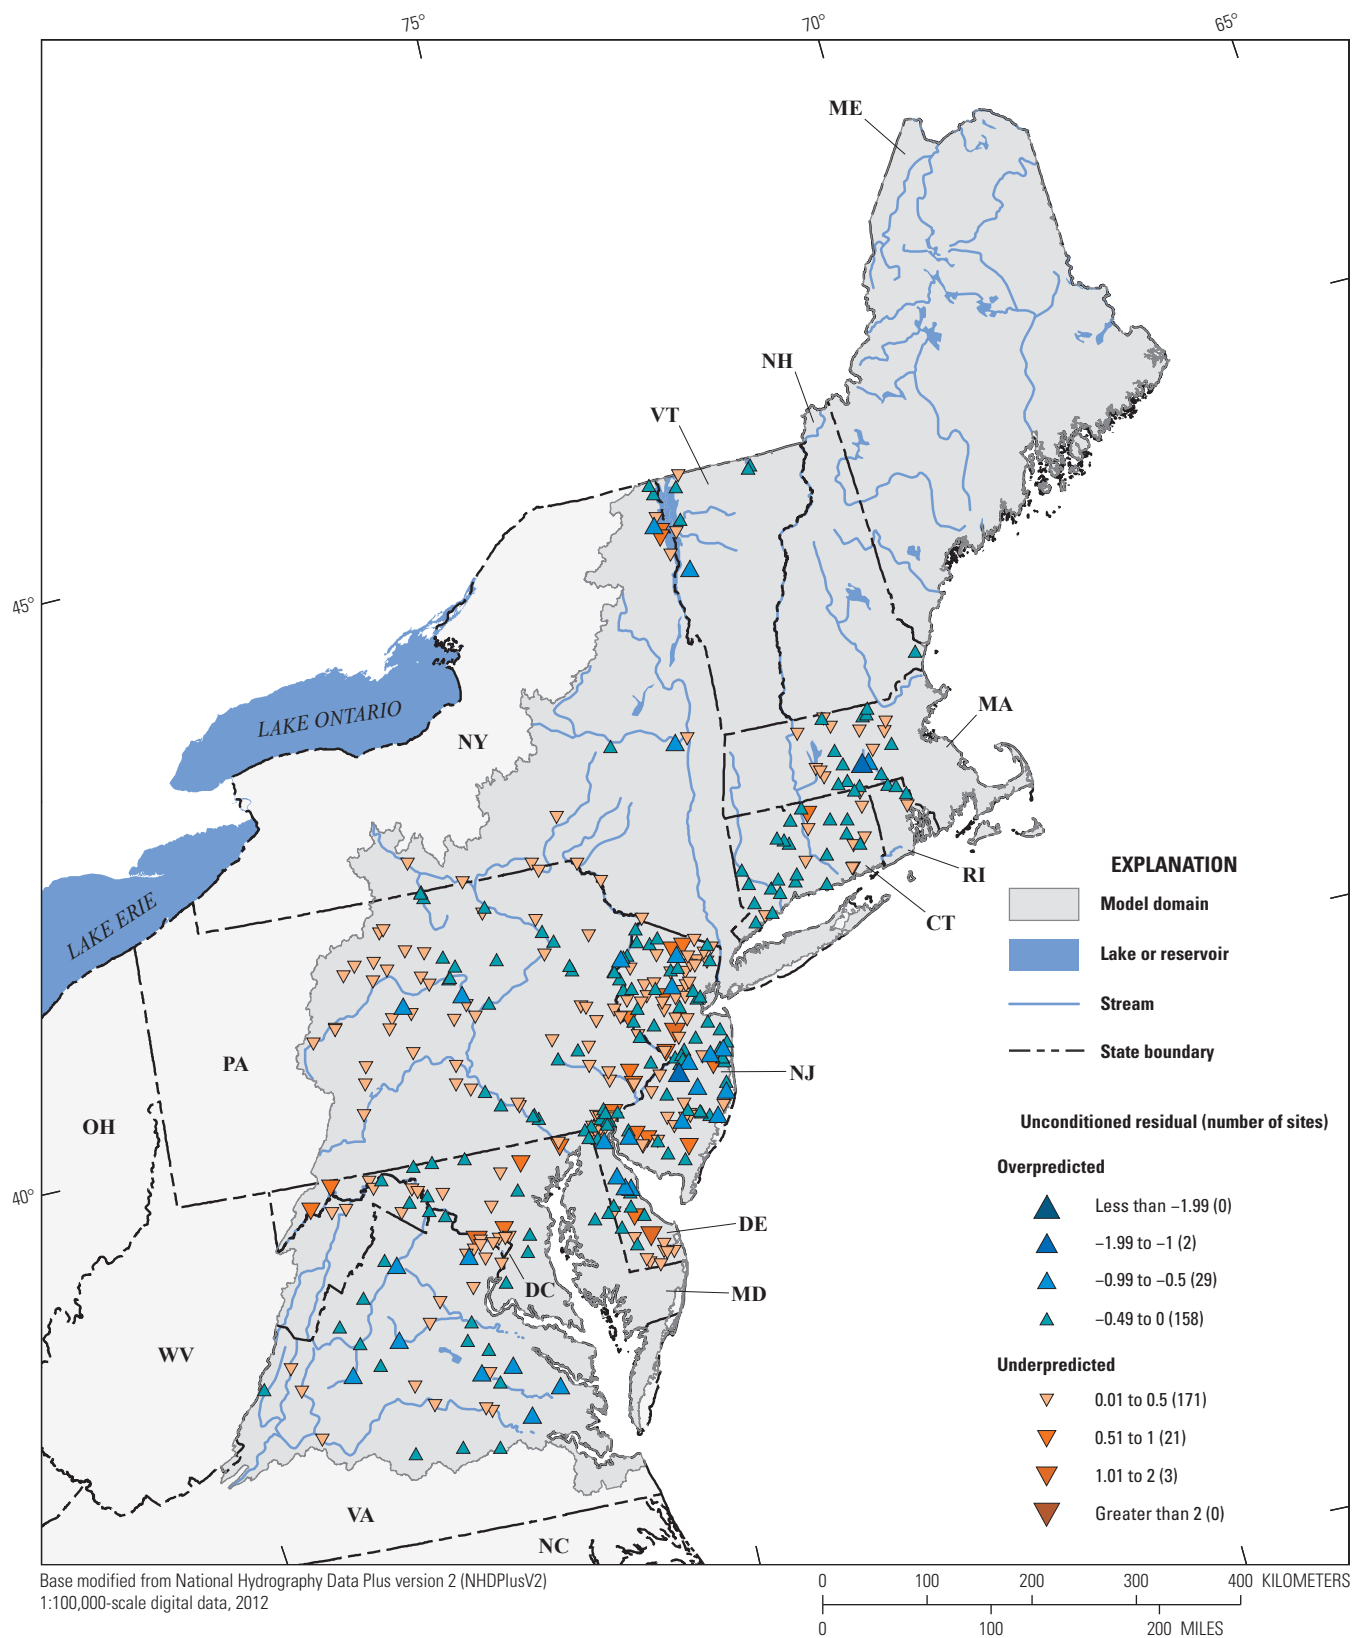 75°
70°
65°
ME
NH
VT
45°
MA
LAKE ONTARIO
NY
EXPLANATION
RI
Model domain
LAKE ERIE
CT
Lake or reservoir
Stream
State boundary
PA
NJ
OH
Unconditioned residual (number of sites)
Overpredicted
40°
Less than −1.99 (0)
DE
−1.99 to −1 (2)
−0.99 to −0.5 (29)
DC
MD
−0.49 to 0 (158)
WV
Underpredicted
0.01 to 0.5 (171)
0.51 to 1 (21)
1.01 to 2 (3)
VA
Greater than 2 (0)
NC
Base modified from National Hydrography Data Plus version 2 (NHDPlusV2)
1:100,000-scale digital data, 2012
0 100 200 300 400 KILOMETERS
0 100 200 MILES